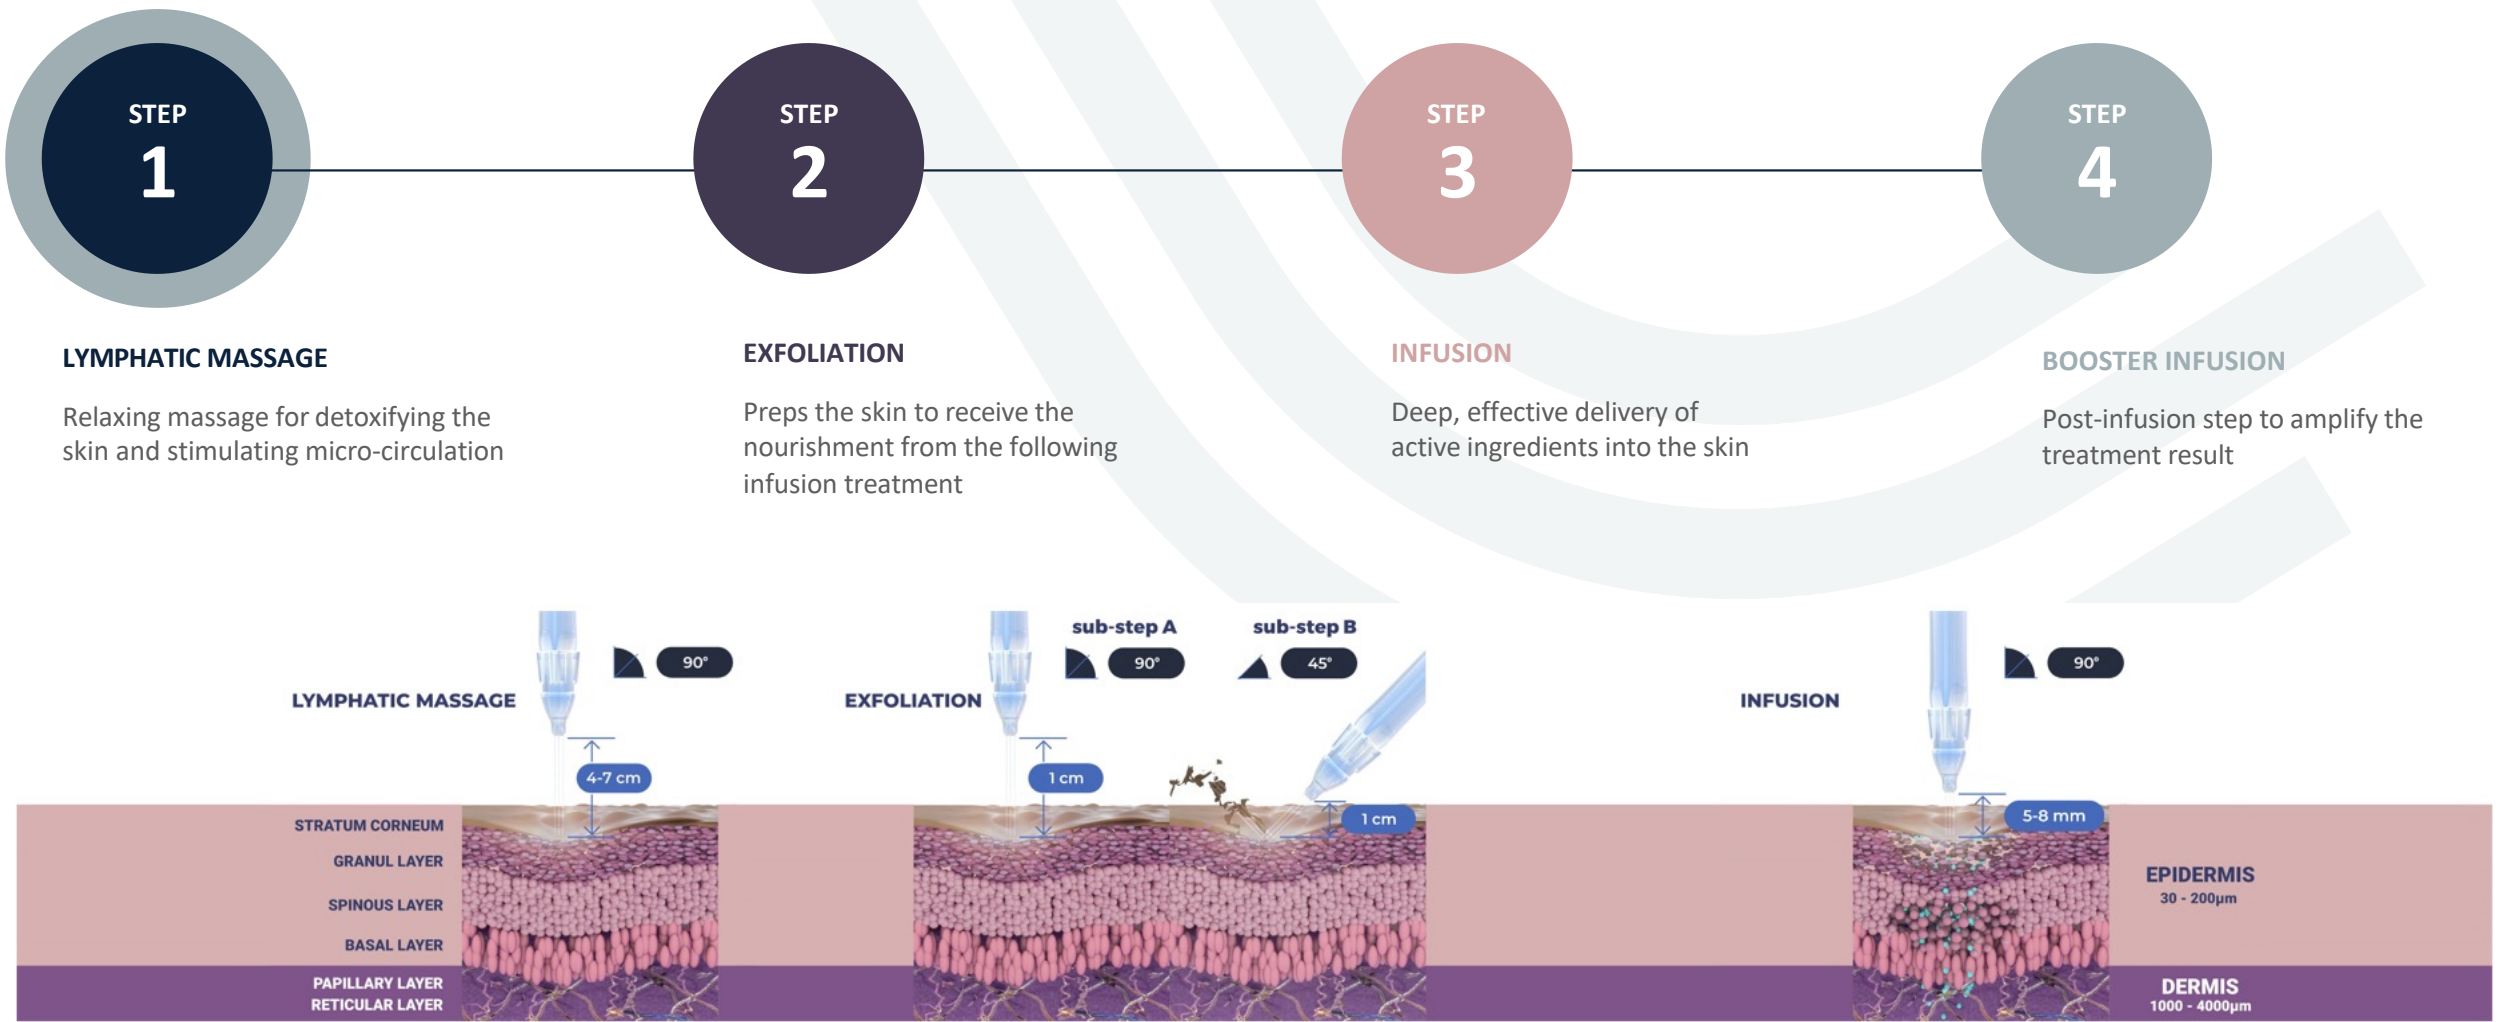 STEP
1
STEP
2
STEP
3
STEP
4
LYMPHATIC MASSAGE
Relaxing massage for detoxifying the
skin and stimulating micro-circulation
EXFOLIATION
Preps the skin to receive the
nourishment from the following
infusion treatment
INFUSION
Deep, effective delivery of
active ingredients into the skin
BOOSTER INFUSION
Post-infusion step to amplify the
treatment result
LYMPHATIC MASSAGE
90°
4-7 cm
EXFOLIATION
sub-step A
90°
1 cm
sub-step B
45°
1 cm
INFUSION
90°
5-8 mm
STRATUM CORNEUM
GRANUL LAYER
SPINOUS LAYER
BASAL LAYER
PAPILLARY LAYER
RETICULAR LAYER
EPIDERMIS
30 - 200µm
DERMIS
1000 - 4000µm